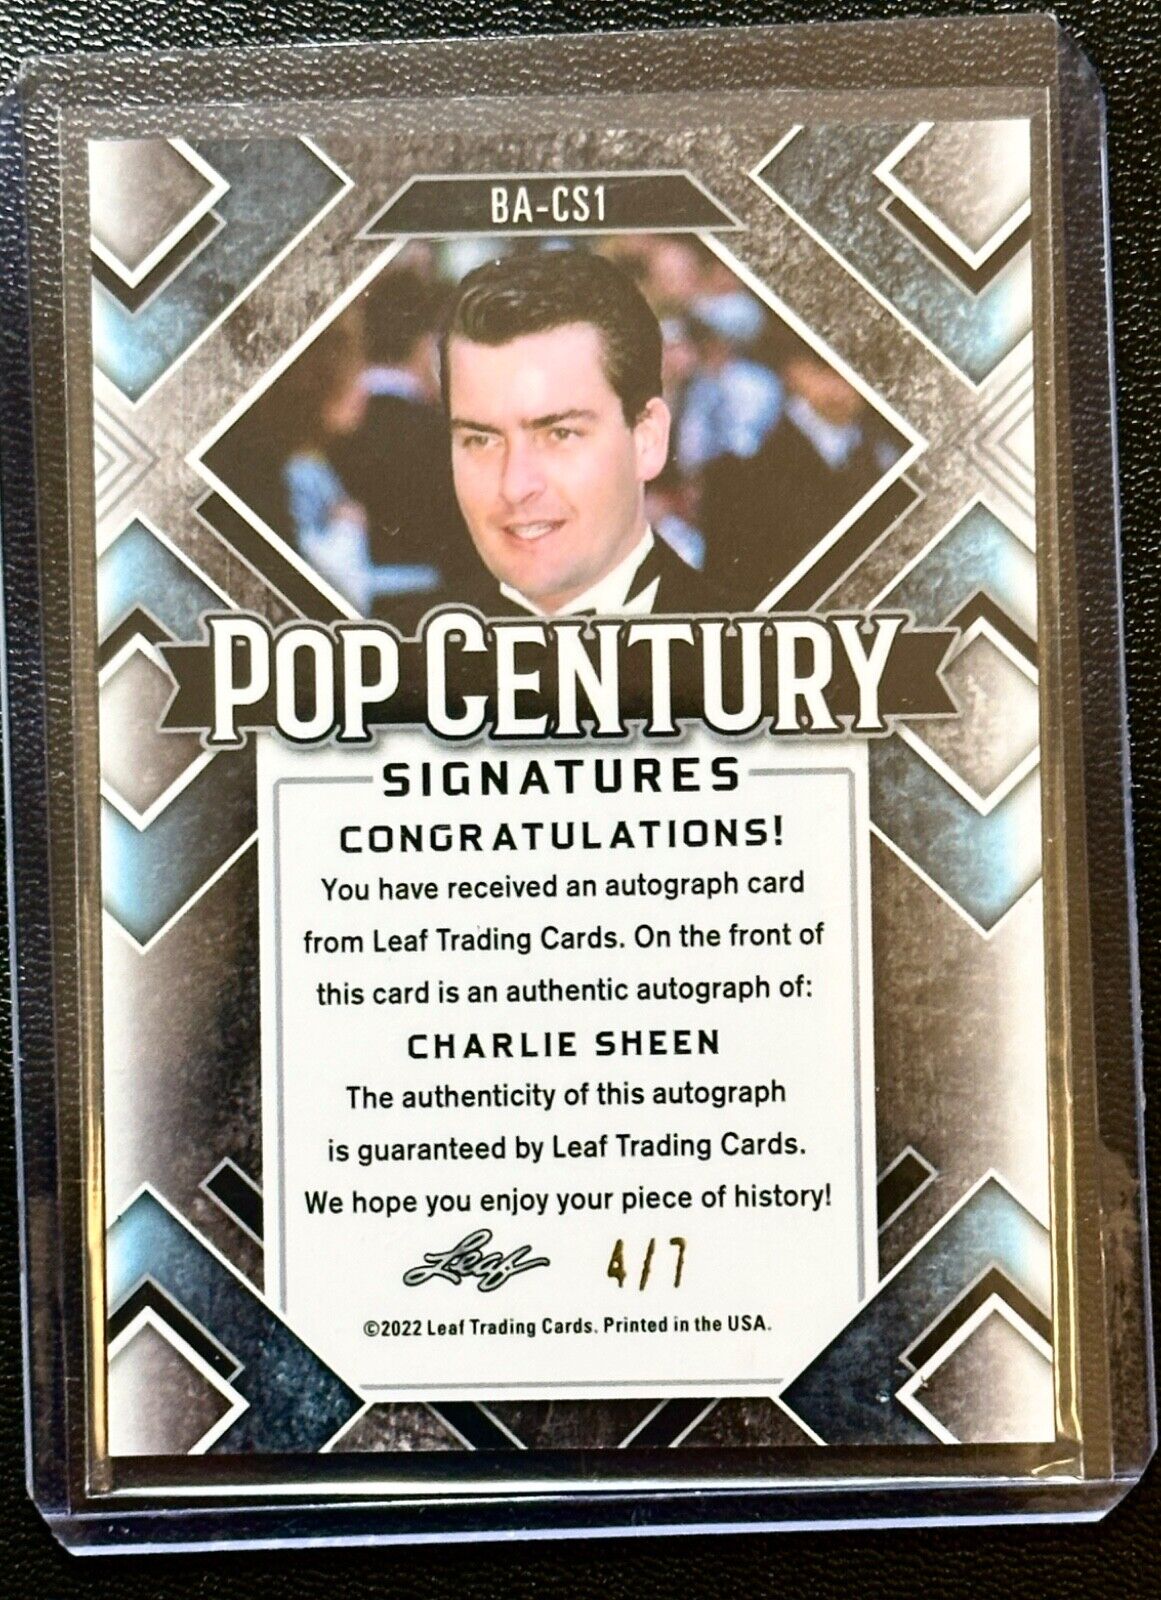 BA-CS1
POP CENTURY
SIGNATURES
CONGRATULATIONS!
You have received an autograph card
from Leaf Trading Cards. On the front of
this card is an authentic autograph of:
CHARLIE SHEEN
The authenticity of this autograph
is guaranteed by Leaf Trading Cards.
We hope you enjoy your piece of history!
Leaf 4/7
©2022 Leaf Trading Cards. Printed in the USA.